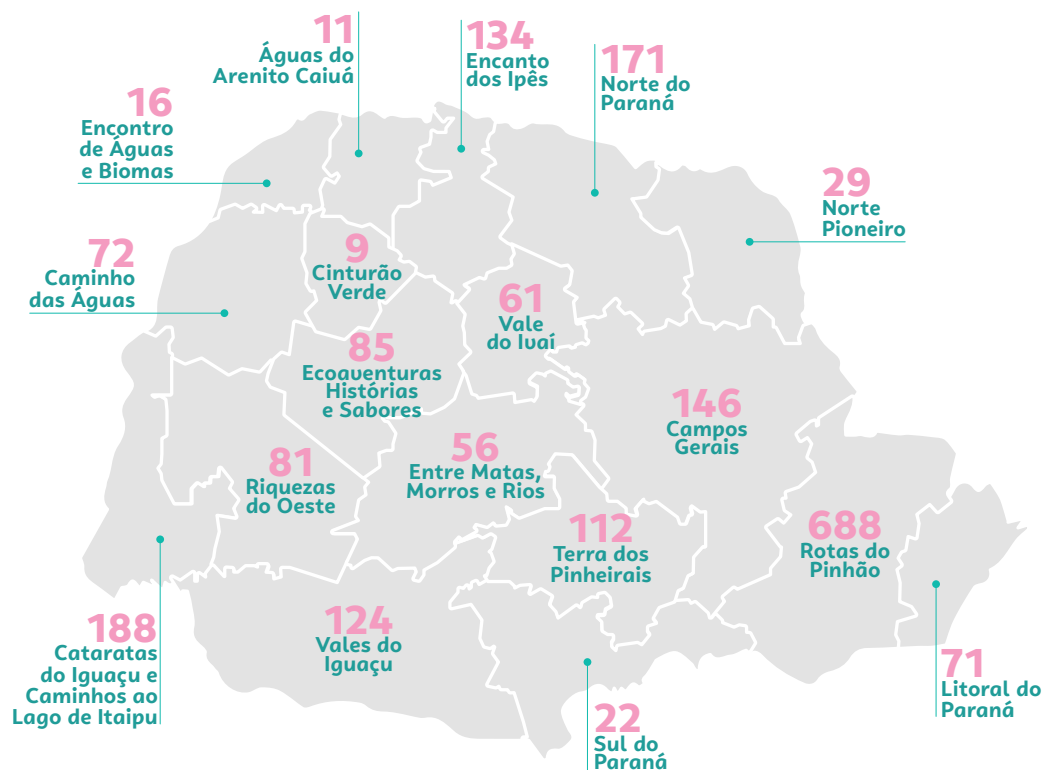 11
Águas do
Arenito Caiuá
134
Encanto
dos Ipês
171
Norte do
Paraná
16
Encontro
de Águas
e Biomas
29
Norte
Pioneiro
72
Caminho
das Águas
9
Cinturão
Verde
61
Vale
do Ivaí
85
Ecoaventuras
Histórias
e Sabores
146
Campos
Gerais
56
Entre Matas,
Morros e Rios
81
Riquezas
do Oeste
112
Terra dos
Pinheirais
688
Rotas do
Pinhão
188
Cataratas
do Iguaçu e
Caminhos ao
Lago de Itaipu
124
Vales do
Iguaçu
71
Litoral do
Paraná
22
Sul do
Paraná